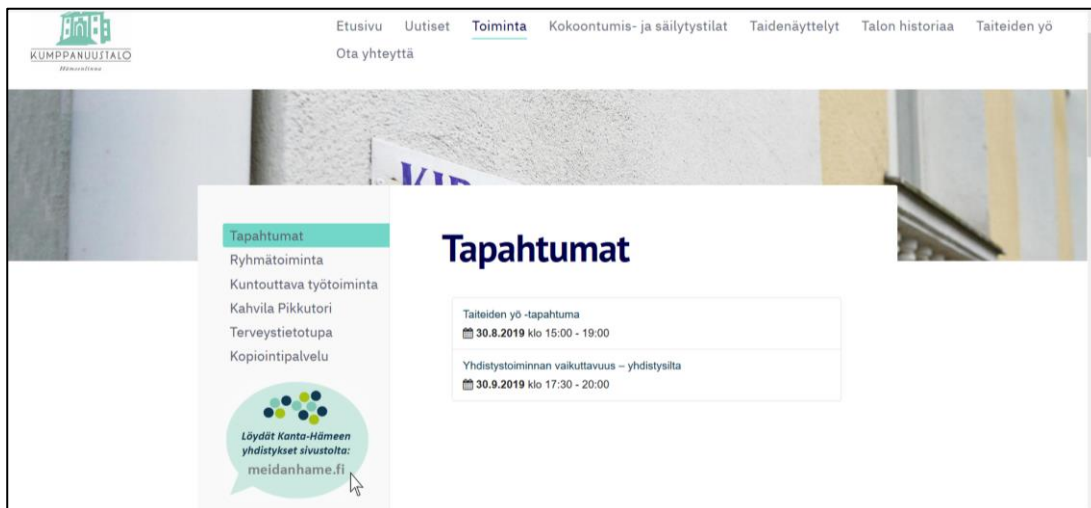 KUMPPANUUSTALO
Hämeenlinna
Etusivu Uutiset Toiminta Kokoontumis- ja säilytystilat Taidenäyttelyt Talon historiaa Taiteiden yö
Ota yhteyttä
Tapahtumat
Ryhmätoiminta
Kuntouttava työtoiminta
Kahvila Pikkutori
Terveystietotupa
Kopiointipalvelu
Löydät Kanta-Hämeen
yhdistykset sivustolta:
meidanhame.fi
Tapahtumat
Taiteiden yö -tapahtuma
30.8.2019 klo 15:00 - 19:00
Yhdistystoiminnan vaikuttavuus – yhdistysilta
30.9.2019 klo 17:30 - 20:00